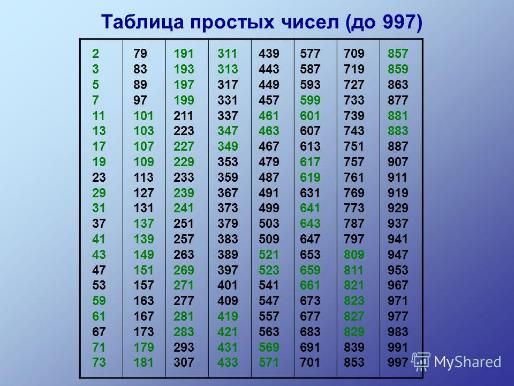 Таблица простых чисел (до 997)
2 79 191 311 439 577 709 857
3 83 193 313 443 587 719 859
5 89 197 317 449 593 727 863
7 97 199 331 457 599 733 877
11 101 211 337 461 601 739 881
13 103 223 347 463 607 743 883
17 107 227 349 467 613 751 887
19 109 229 353 479 617 757 907
23 113 233 359 487 619 761 911
29 127 239 367 491 631 769 919
31 131 241 373 499 641 773 929
37 137 251 379 503 643 787 937
41 139 257 383 509 647 797 941
43 149 263 389 521 653 809 947
47 151 269 397 523 659 811 953
53 157 271 401 541 661 821 967
59 163 277 409 547 673 823 971
61 167 281 419 557 677 827 977
67 173 283 421 563 683 829 983
71 179 293 431 569 691 839 991
73 181 307 433 571 701 853 997
MyShared